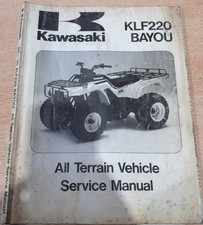 Kawasaki
KLF220
BAYOU
All Terrain Vehicle
Service Manual